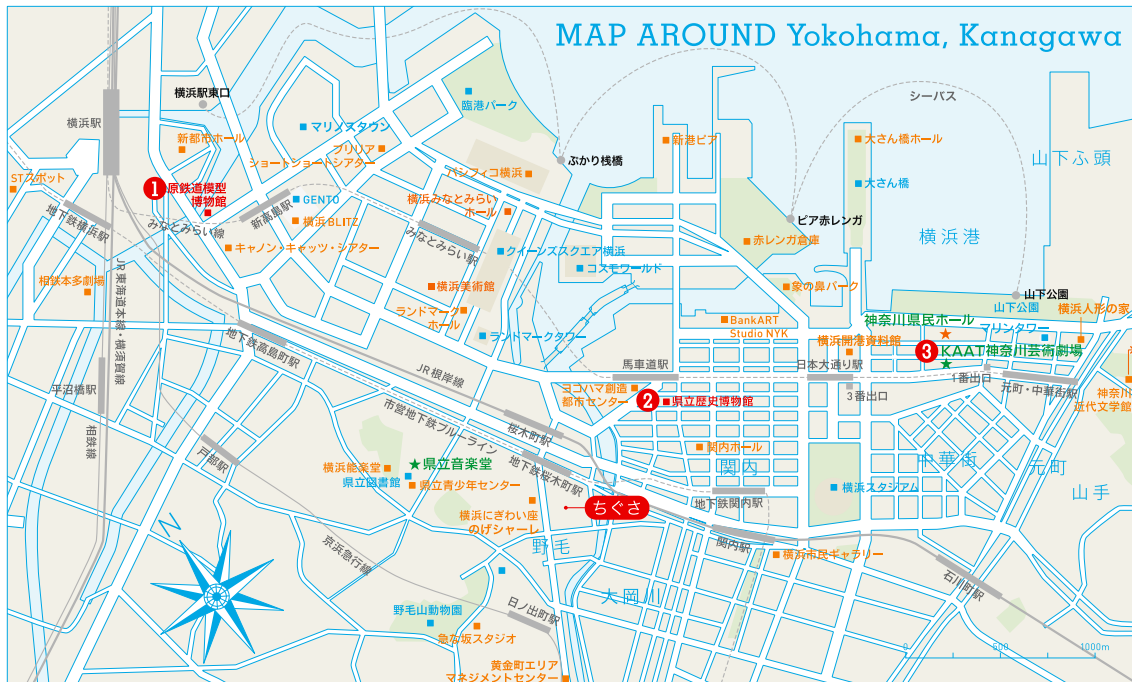 MAP AROUND Yokohama, Kanagawa
横浜駅東口
臨港パーク
シーバス
横浜駅
マリノスタウン
新都市ホール
ブリリア
ショートショートシアター
ぷかり桟橋
新港ピア
大さん橋ホール
山下ふ頭
STスポット
1
原鉄道模型
博物館
パシフィコ横浜
大さん橋
GENTO
横浜みなとみらい
ホール
地下鉄横浜駅
みなとみらい線
新高島駅
横浜BLITZ
みなとみらい駅
ピア赤レンガ
赤レンガ倉庫
横浜港
キャノン・キャッツ・シアター
クイーンズスクエア横浜
コスモワールド
相鉄本多劇場
JR東海道本線・横須賀線
横浜美術館
象の鼻パーク
山下公園
山下公園
ランドマーク
ホール
BankART
Studio NYK
神奈川県民ホール
マリンタワー
横浜人形の家
地下鉄高島町駅
ランドマークタワー
横浜開港資料館
3
KAAT神奈川芸術劇場
馬車道駅
日本大通り駅
1番出口
元町・中華街駅
3番出口
神奈川
近代文学館
平沼橋駅
JR根岸線
ヨコハマ創造
都市センター
2
県立歴史博物館
市営地下鉄ブルーライン
桜木町駅
相鉄線
戸部駅
関内ホール
関内
中華街
元町
山手
県立音楽堂
横浜能楽堂
県立図書館
県立青少年センター
地下鉄桜木町駅
横浜スタジアム
地下鉄関内駅
横浜にぎわい座
のげシャーレ
ちぐさ
N
京浜急行線
野毛
関内駅
横浜市民ギャラリー
石川町駅
大岡川
野毛山動物園
日ノ出町駅
急な坂スタジオ
黄金町エリア
マネジメントセンター
0
500
1000m